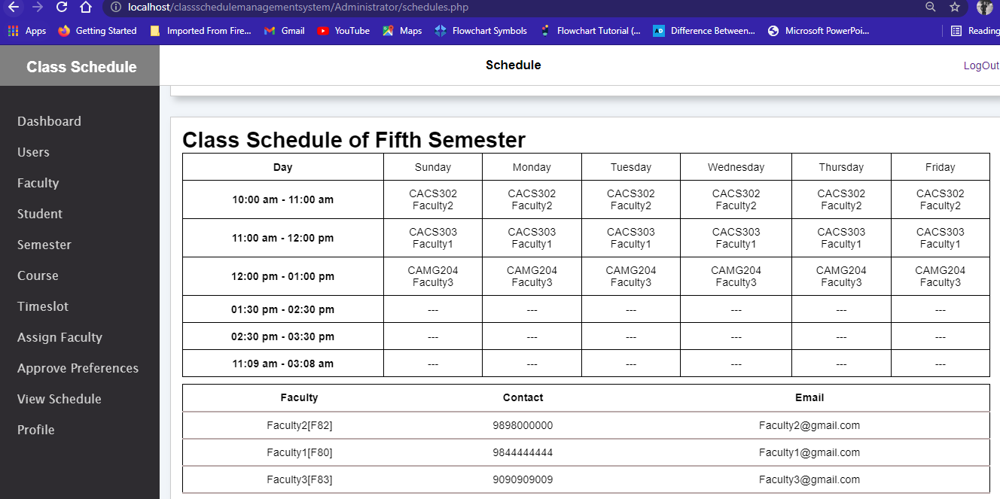 localhost/classschedulemanagementsystem/Administrator/schedules.php
Apps Getting Started Imported From Fire... Gmail YouTube Maps Flowchart Symbols Flowchart Tutorial (... Difference Between... Microsoft PowerPoi... Reading
Class Schedule
Schedule
LogOut
Dashboard
Users
Faculty
Student
Semester
Course
Timeslot
Assign Faculty
Approve Preferences
View Schedule
Profile
Class Schedule of Fifth Semester
Day Sunday Monday Tuesday Wednesday Thursday Friday
10:00 am - 11:00 am CACS302 CACS302 CACS302 CACS302 CACS302 CACS302
Faculty2 Faculty2 Faculty2 Faculty2 Faculty2 Faculty2
11:00 am - 12:00 pm CACS303 CACS303 CACS303 CACS303 CACS303 CACS303
Faculty1 Faculty1 Faculty1 Faculty1 Faculty1 Faculty1
12:00 pm - 01:00 pm CAMG204 CAMG204 CAMG204 CAMG204 CAMG204 CAMG204
Faculty3 Faculty3 Faculty3 Faculty3 Faculty3 Faculty3
01:30 pm - 02:30 pm --- --- --- --- --- ---
02:30 pm - 03:30 pm --- --- --- --- --- ---
11:09 am - 03:08 am --- --- --- --- --- ---
Faculty Contact Email
Faculty2[F82] 9898000000 Faculty2@gmail.com
Faculty1[F80] 9844444444 Faculty1@gmail.com
Faculty3[F83] 9090909009 Faculty3@gmail.com